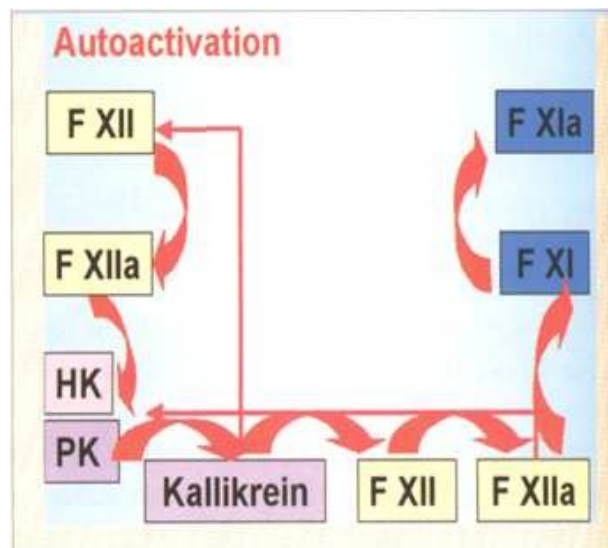 Autoactivation
F XII
F XIa
F XIIa
F XI
HK
PK
Kallikrein
F XII
F XIIa